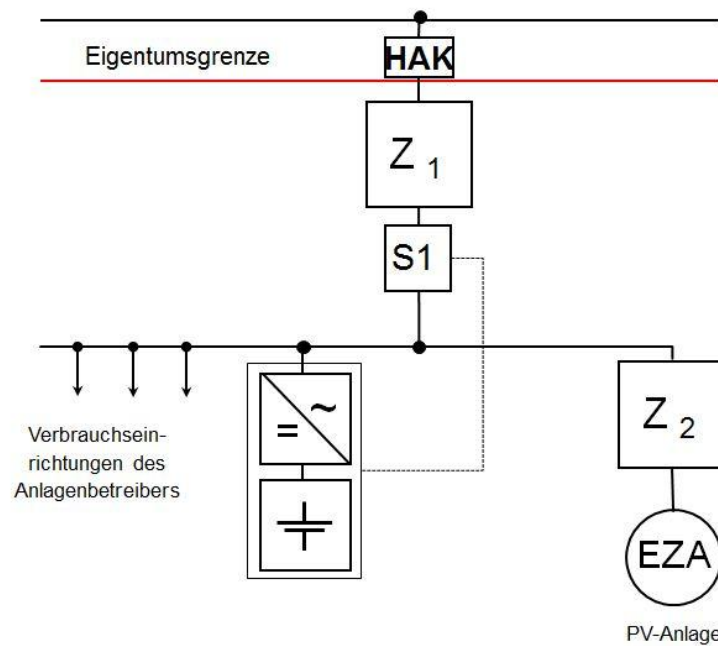 Eigentumsgrenze
HAK
Z 1
S1
= ~
Z 2
Verbrauchsein-
richtungen des
Anlagenbetreibers
EZA
PV-Anlage